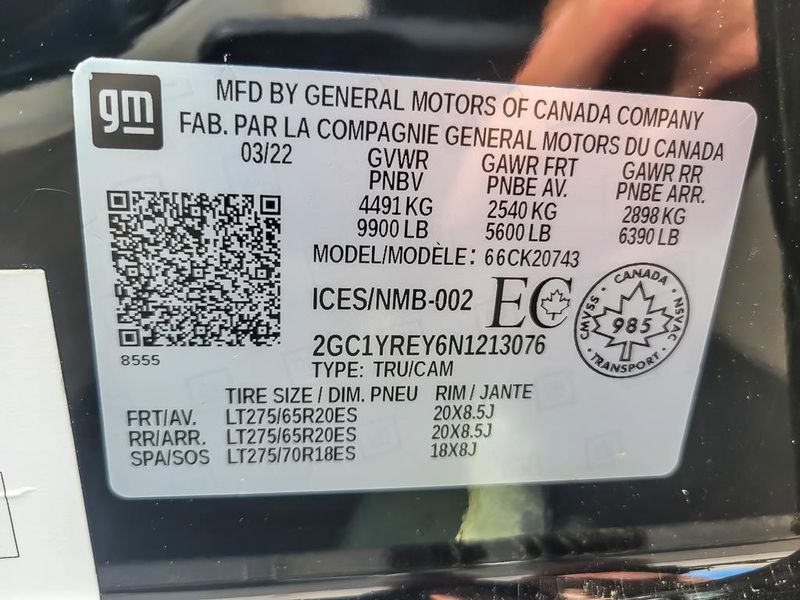 gm
MFD BY GENERAL MOTORS OF CANADA COMPANY
FAB. PAR LA COMPAGNIE GENERAL MOTORS DU CANADA
03/22 GVWR GAWR FRT GAWR RR
PNBV PNBE AV. PNBE ARR.
4491 KG 2540 KG 2898 KG
9900 LB 5600 LB 6390 LB
MODEL/MODÈLE: 66CK20743
ICES/NMB-002 EC
CANADA
CMVSS 985 NSVAC
TRANSPORT
8555
2GC1YREY6N1213076
TYPE: TRU/CAM
TIRE SIZE / DIM. PNEU RIM / JANTE
FRT/AV. LT275/65R20ES 20X8.5J
RR/ARR. LT275/65R20ES 20X8.5J
SPA/SOS LT275/70R18ES 18X8J